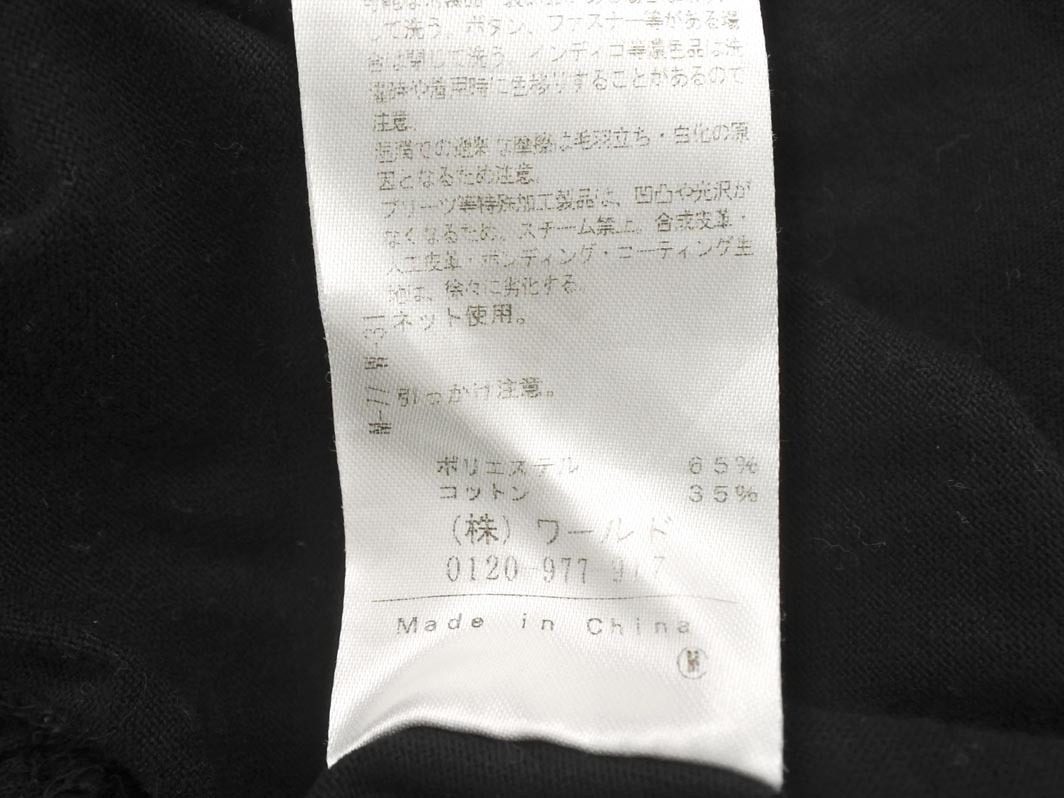 て洗う。ボタン、ファスナー等がある場
合は閉じて洗う。インディゴ等濃色品は洗
濯時や着用時に色移りすることがあるので
注意。
湿潤での過激な摩擦は毛羽立ち・白化の原
因となるため注意。
プリーツ等特殊加工製品は、凹凸や光沢が
なくなるため、スチーム禁止。合成皮革・
人工皮革・ボンディング・コーティング生
地は、徐々に劣化する。
ネット使用。
引っかけ注意。
M-77 W-31
ポリエステル 65%
コットン 35%
(株) ワールド
0120-977
Made in China
M